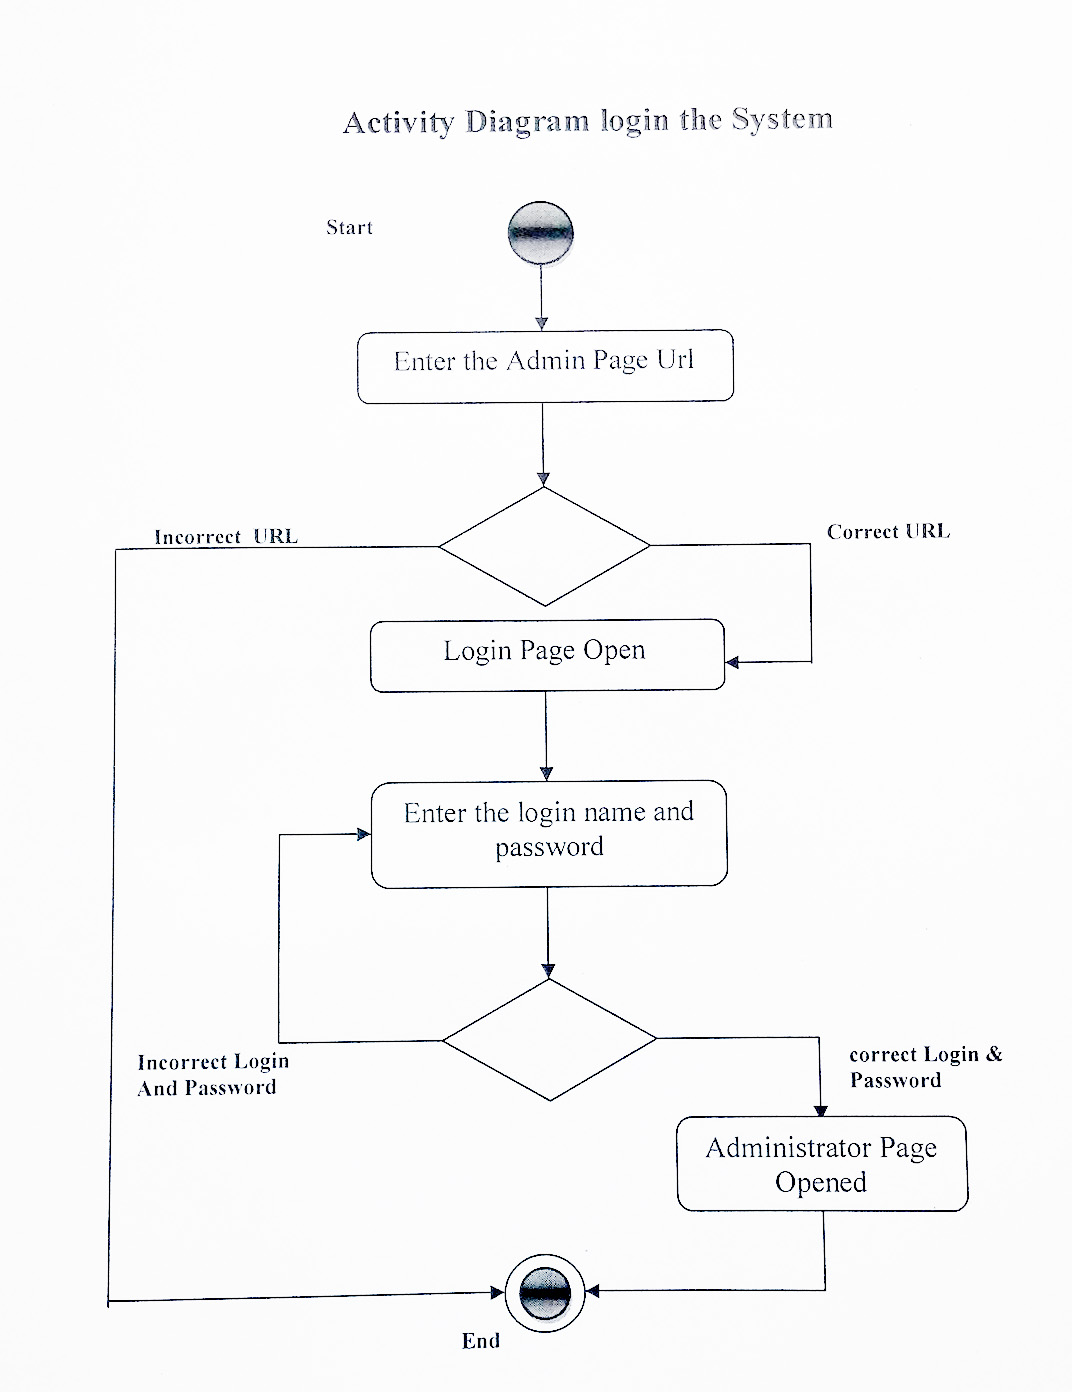 Activity Diagram login the System
Start
Enter the Admin Page Url
Incorrect URL
Correct URL
Login Page Open
Enter the login name and
password
Incorrect Login
And Password
correct Login &
Password
Administrator Page
Opened
End